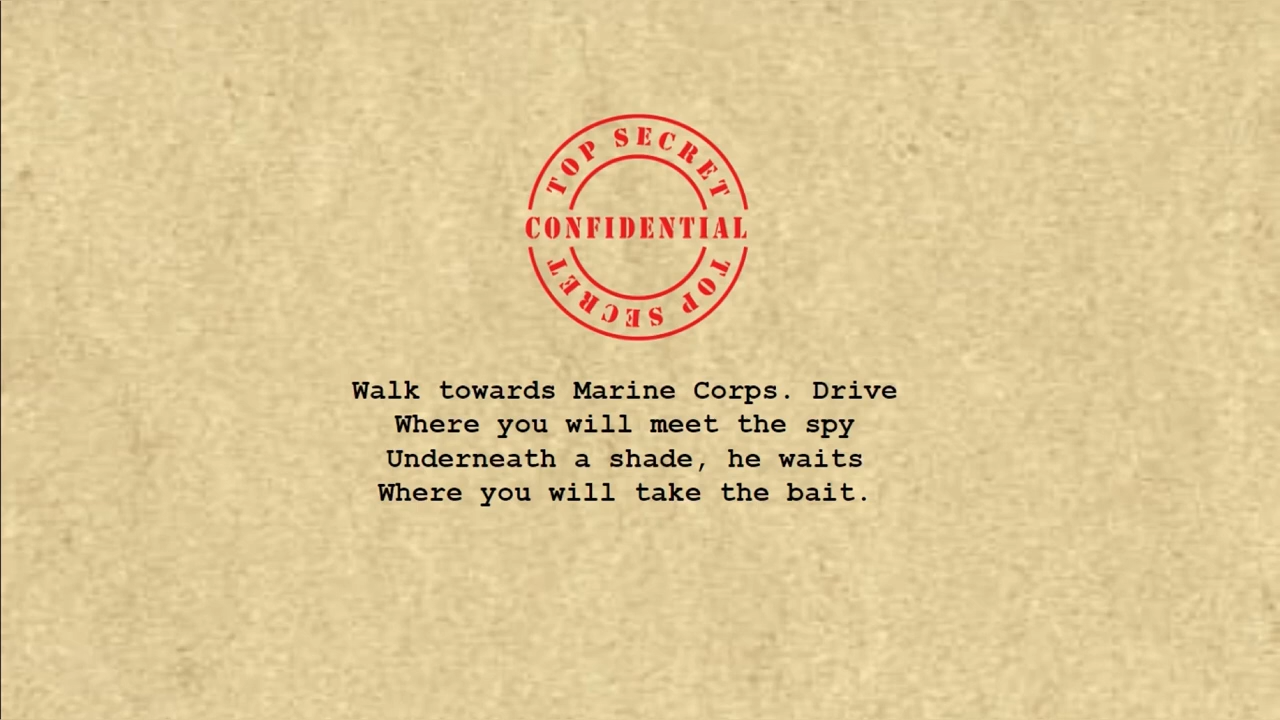 TOP SECRET
CONFIDENTIAL
TOP SECRET
Walk towards Marine Corps. Drive
Where you will meet the spy
Underneath a shade, he waits
Where you will take the bait.